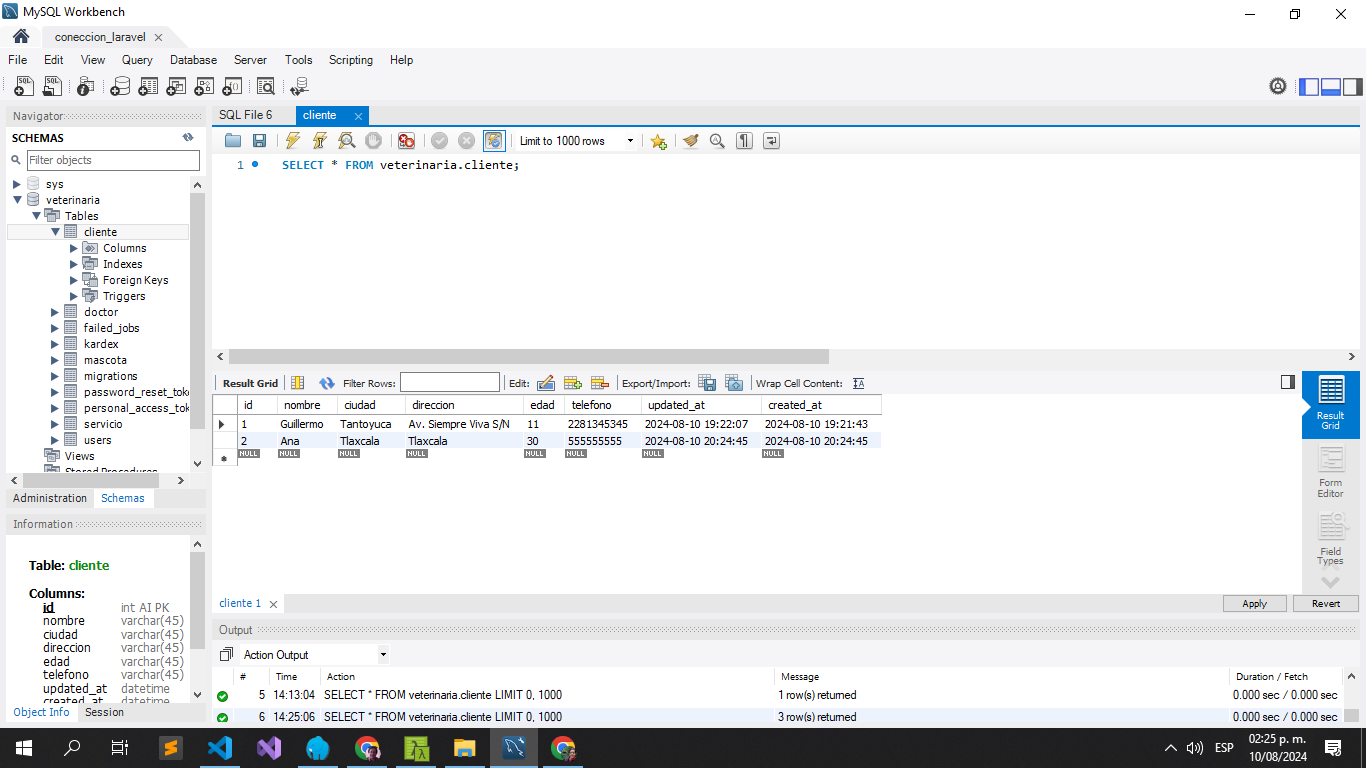 MySQL Workbench
coneccion_laravel
File Edit View Query Database Server Tools Scripting Help
Navigator
SCHEMAS
Filter objects
sys
veterinaria
Tables
cliente
Columns
Indexes
Foreign Keys
Triggers
doctor
failed_jobs
kardex
mascota
migrations
password_reset_tok
personal_access_tok
servicio
users
Views
Stored Procedures
Administration Schemas
Information
Table: cliente
Columns:
id int AI PK
nombre varchar(45)
ciudad varchar(45)
direccion varchar(45)
edad varchar(45)
telefono varchar(45)
updated_at datetime
created_at datetime
Object Info Session
SQL File 6 cliente
Limit to 1000 rows
1 SELECT * FROM veterinaria.cliente;
Result Grid Filter Rows: Edit: Export/Import: Wrap Cell Content:
id nombre ciudad direccion edad telefono updated_at created_at
1 Guillermo Tantoyuca Av. Siempre Viva S/N 11 2281345345 2024-08-10 19:22:07 2024-08-10 19:21:43
2 Ana Tlaxcala Tlaxcala 30 555555555 2024-08-10 20:24:45 2024-08-10 20:24:45
NULL NULL NULL NULL NULL NULL NULL NULL
Result Grid
Form Editor
Field Types
cliente 1
Apply Revert
Output
Action Output
# Time Action Message Duration / Fetch
5 14:13:04 SELECT * FROM veterinaria.cliente LIMIT 0, 1000 1 row(s) returned 0.000 sec / 0.000 sec
6 14:25:06 SELECT * FROM veterinaria.cliente LIMIT 0, 1000 3 row(s) returned 0.000 sec / 0.000 sec
ESP
02:25 p. m.
10/08/2024